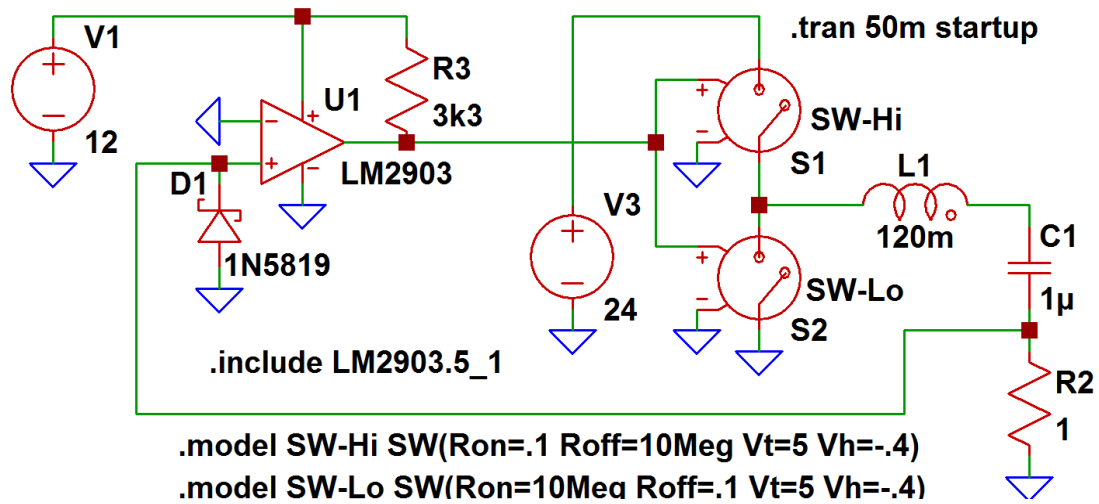 V1
12
R3
3k3
U1
LM2903
D1
1N5819
.include LM2903.5_1
.tran 50m startup
SW-Hi
S1
V3
24
SW-Lo
S2
L1
120m
C1
1µ
R2
1
.model SW-Hi SW(Ron=.1 Roff=10Meg Vt=5 Vh=-.4)
.model SW-Lo SW(Ron=10Meg Roff=.1 Vt=5 Vh=-.4)